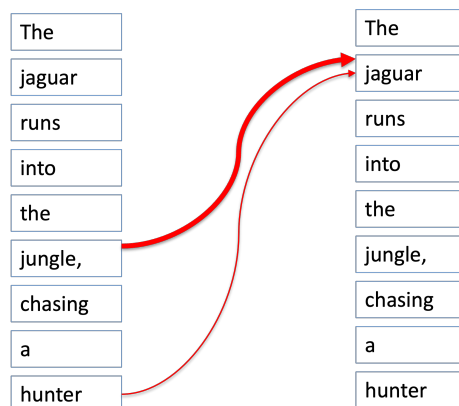 The
jaguar
runs
into
the
jungle,
chasing
a
hunter
The
jaguar
runs
into
the
jungle,
chasing
a
hunter